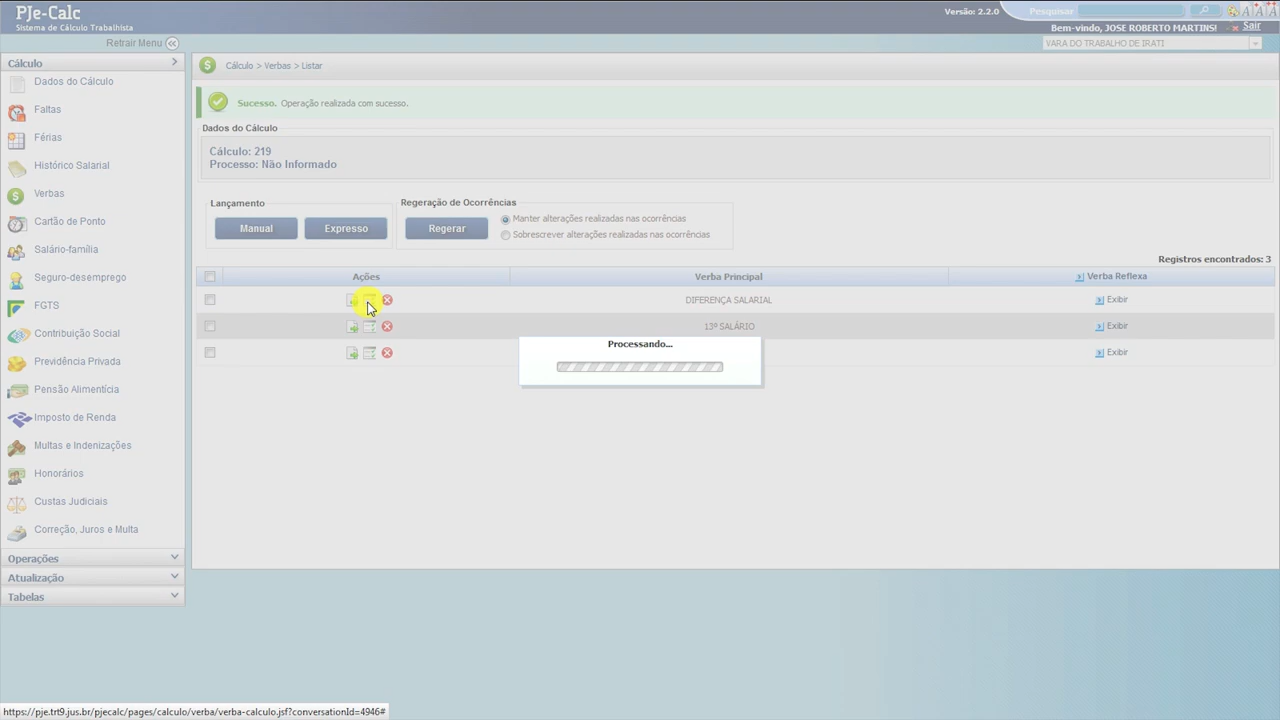 PJe-Calc
Sistema de Cálculo Trabalhista
Versão: 2.2.0
Pesquisar
Bem-vindo, JOSE ROBERTO MARTINS!
Sair
Retrair Menu
VARA DO TRABALHO DE IRATI
Cálculo
Dados do Cálculo
Faltas
Férias
Histórico Salarial
Verbas
Cartão de Ponto
Salário-família
Seguro-desemprego
FGTS
Contribuição Social
Previdência Privada
Pensão Alimentícia
Imposto de Renda
Multas e Indenizações
Honorários
Custas Judiciais
Correção, Juros e Multa
Operações
Atualização
Tabelas
Cálculo > Verbas > Listar
Sucesso. Operação realizada com sucesso.
Dados do Cálculo
Cálculo: 219
Processo: Não Informado
Lançamento
Manual Expresso
Regeração de Ocorrências
Regerar
Manter alterações realizadas nas ocorrências
Sobrescrever alterações realizadas nas ocorrências
Registros encontrados: 3
Ações Verba Principal Verba Reflexa
DIFERENÇA SALARIAL Exibir
13º SALÁRIO Exibir
Exibir
Processando...
https://pje.trt9.jus.br/pjecalc/pages/calculo/verba/verba-calculo.jsf?conversationId=4946#